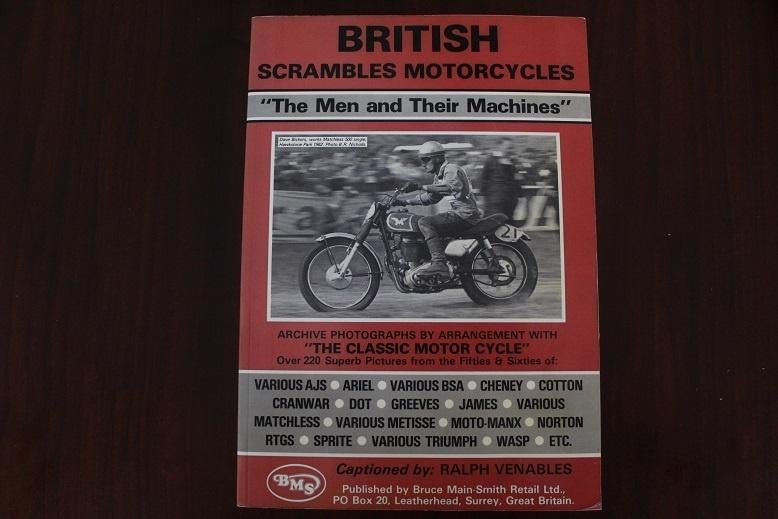 BRITISH
SCRAMBLES MOTORCYCLES
"The Men and Their Machines"
Dave Bickers, works Matchless 500 single,
Hawkstone Park 1962. Photo B.R. Nicholls.
21
ARCHIVE PHOTOGRAPHS BY ARRANGEMENT WITH
"THE CLASSIC MOTOR CYCLE"
Over 220 Superb Pictures from the Fifties & Sixties of:
VARIOUS AJS ● ARIEL ● VARIOUS BSA ● CHENEY ● COTTON
CRANWAR ● DOT ● GREEVES ● JAMES ● VARIOUS
MATCHLESS ● VARIOUS METISSE ● MOTO-MANX ● NORTON
RTGS ● SPRITE ● VARIOUS TRIUMPH ● WASP ● ETC.
BMS
Captioned by: RALPH VENABLES
Published by Bruce Main-Smith Retail Ltd.,
PO Box 20, Leatherhead, Surrey, Great Britain.